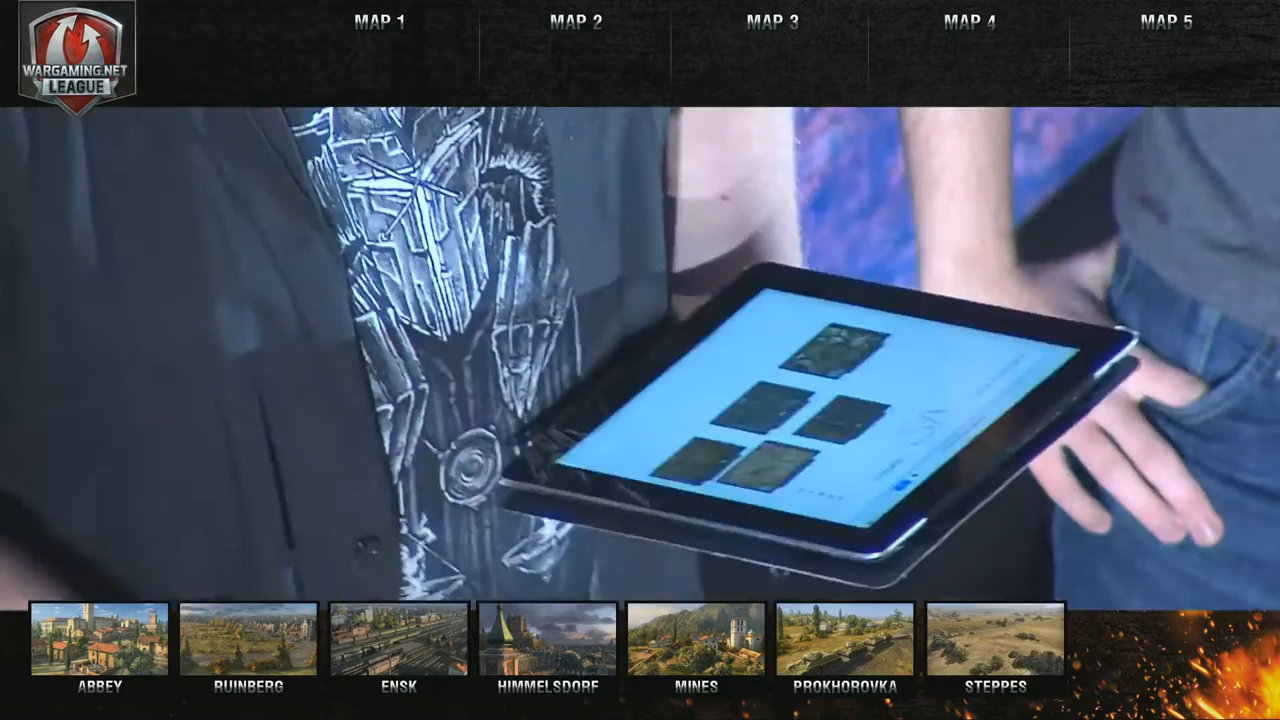 MAP 1
MAP 2
MAP 3
MAP 4
MAP 5
WARGAMING.NET
LEAGUE
ABBEY
RUINBERG
ENSK
HIMMELSDORF
MINES
PROKHOROVKA
STEPPES